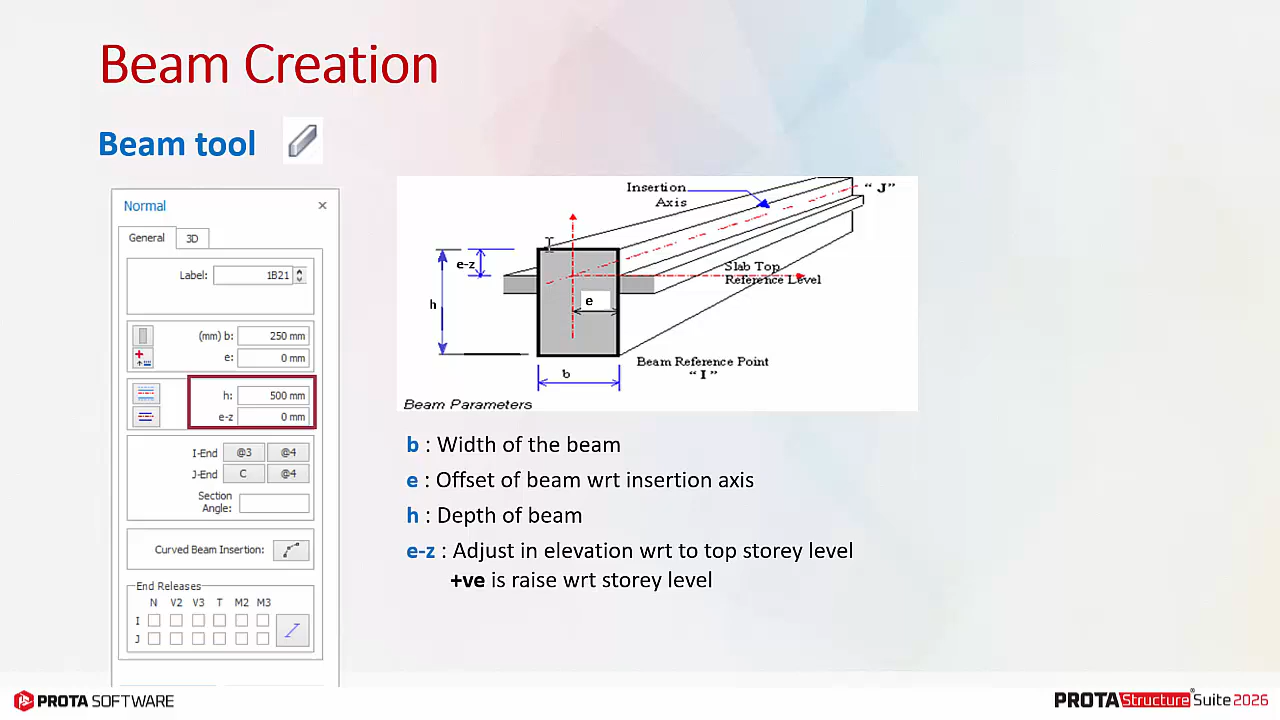 Beam Creation
Beam tool
Normal
General 3D
Label: 1B21
(mm) b: 250 mm
e: 0 mm
h: 500 mm
e-z 0 mm
I-End @3 @4
J-End C @4
Section
Angle:
Curved Beam Insertion:
End Releases
N V2 V3 T M2 M3
I
J
Insertion
Axis
" J"
e-z
Slab Top
Reference Level
e
h
Beam Reference Point
" I "
b
Beam Parameters
b : Width of the beam
e : Offset of beam wrt insertion axis
h : Depth of beam
e-z : Adjust in elevation wrt to top storey level
+ve is raise wrt storey level
PROTA SOFTWARE
PROTA Structure® Suite 2026